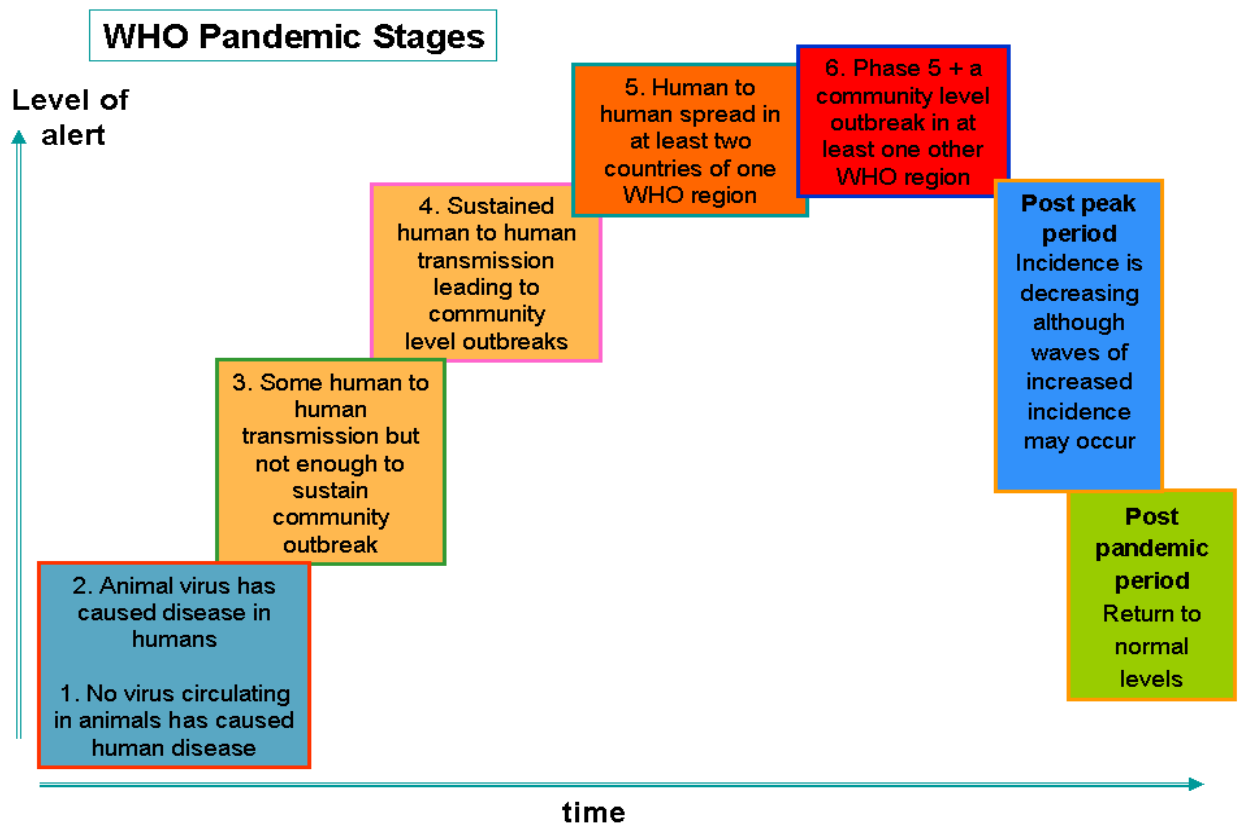 WHO Pandemic Stages
Level of
alert
6. Phase 5 + a
community level
outbreak in at
least one other
WHO region
5. Human to
human spread in
at least two
countries of one
WHO region
4. Sustained
human to human
transmission
leading to
community
level outbreaks
3. Some human to
human
transmission but
not enough to
sustain
community
outbreak
2. Animal virus has
caused disease in
humans
1. No virus circulating
in animals has caused
human disease
Post peak
period
Incidence is
decreasing
although
waves of
increased
incidence
may occur
Post
pandemic
period
Return to
normal
levels
time